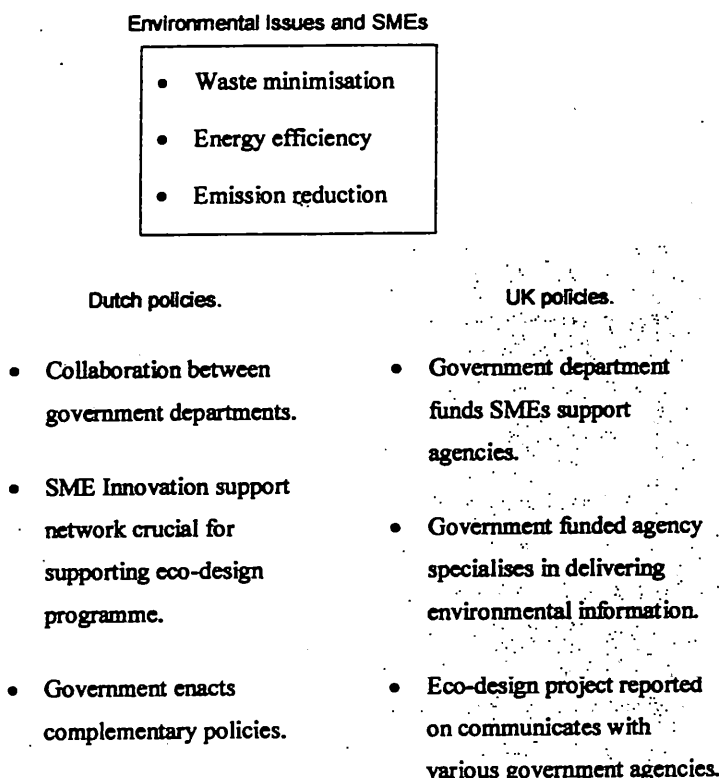 Environmental Issues and SMEs
• Waste minimisation
• Energy efficiency
• Emission reduction
Dutch policies.
• Collaboration between
government departments.
• SME Innovation support
network crucial for
supporting eco-design
programme.
• Government enacts
complementary policies.
UK policies.
• Government department
funds SMEs support
agencies.
• Government funded agency
specialises in delivering
environmental information.
• Eco-design project reported
on communicates with
various government agencies.